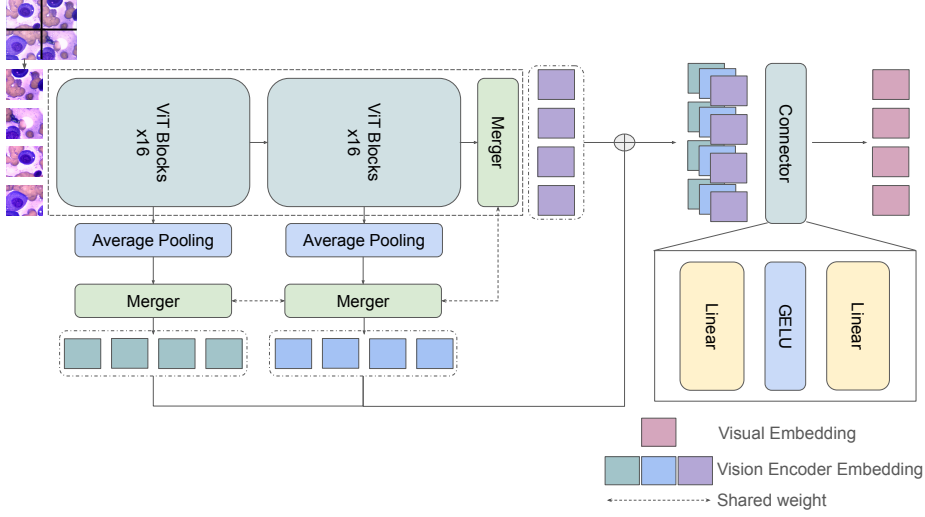 ViT Blocks
x16
ViT Blocks
x16
Merger
Connector
Average Pooling
Average Pooling
Merger
Merger
Linear
GELU
Linear
Visual Embedding
Vision Encoder Embedding
Shared weight